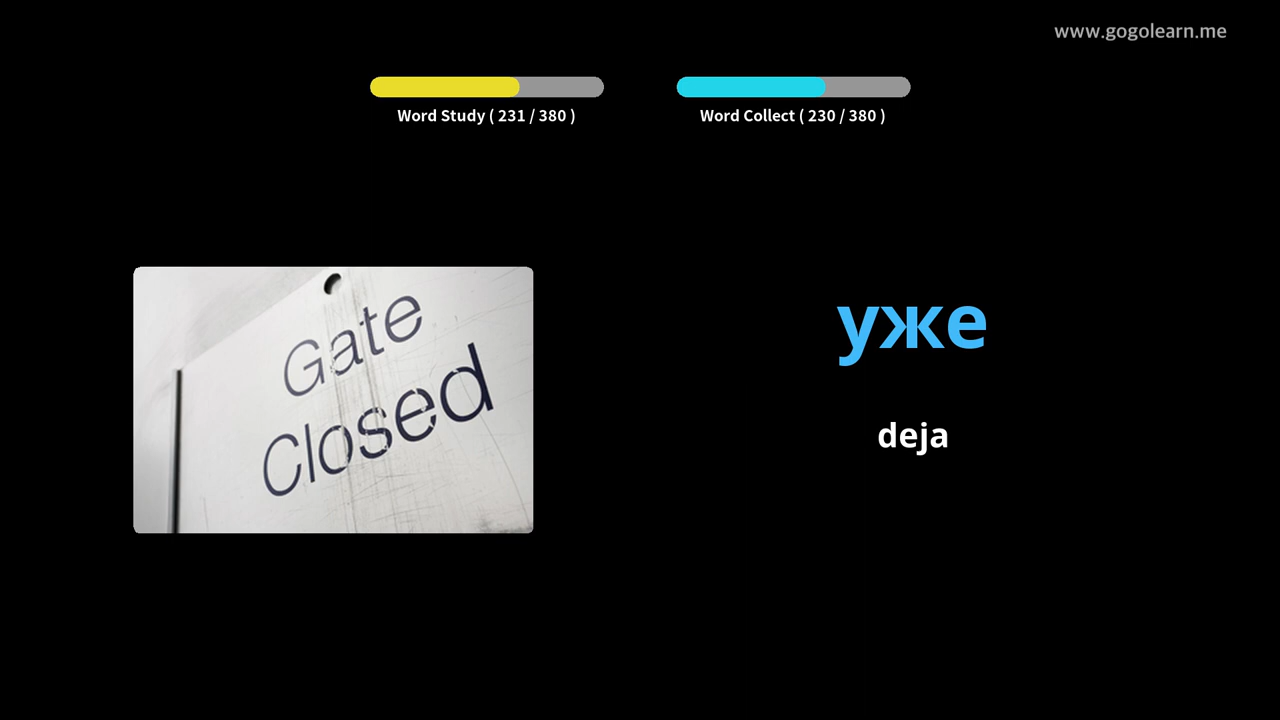 www.gogolearn.me
Word Study ( 231 / 380 )
Word Collect ( 230 / 380 )
Gate
Closed
уже
deja